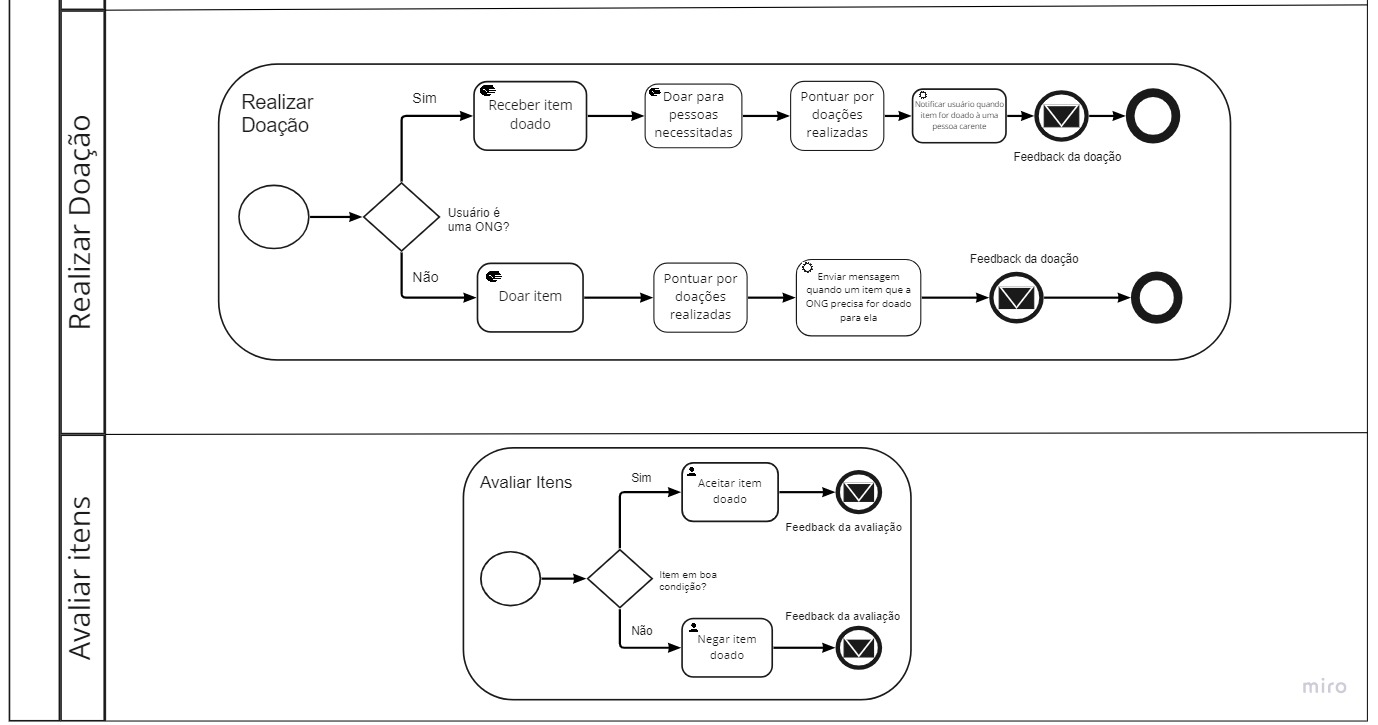 Realizar Doação
Realizar
Doação
Sim
Receber item
doado
Doar para
pessoas
necessitadas
Pontuar por
doações
realizadas
Notificar usuário quando
item for doado à uma
pessoa carente
Feedback da doação
Usuário é
uma ONG?
Não
Doar item
Pontuar por
doações
realizadas
Enviar mensagem
quando um item que a
ONG precisa for doado
para ela
Feedback da doação
Avaliar itens
Avaliar Itens
Sim
Aceitar item
doado
Feedback da avaliação
Item em boa
condição?
Não
Negar item
doado
Feedback da avaliação
miro